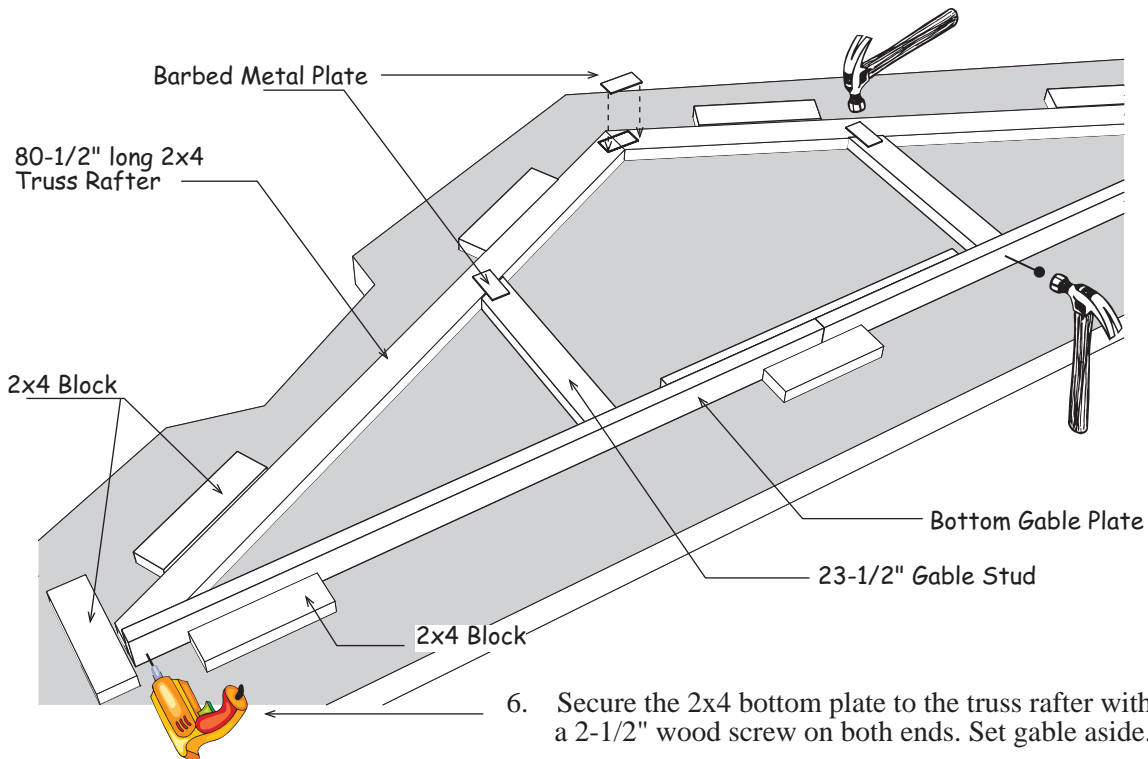 Barbed Metal Plate
80-1/2" long 2x4
Truss Rafter
2x4 Block
Bottom Gable Plate
23-1/2" Gable Stud
2x4 Block
6. Secure the 2x4 bottom plate to the truss rafter with
a 2-1/2" wood screw on both ends. Set gable aside.